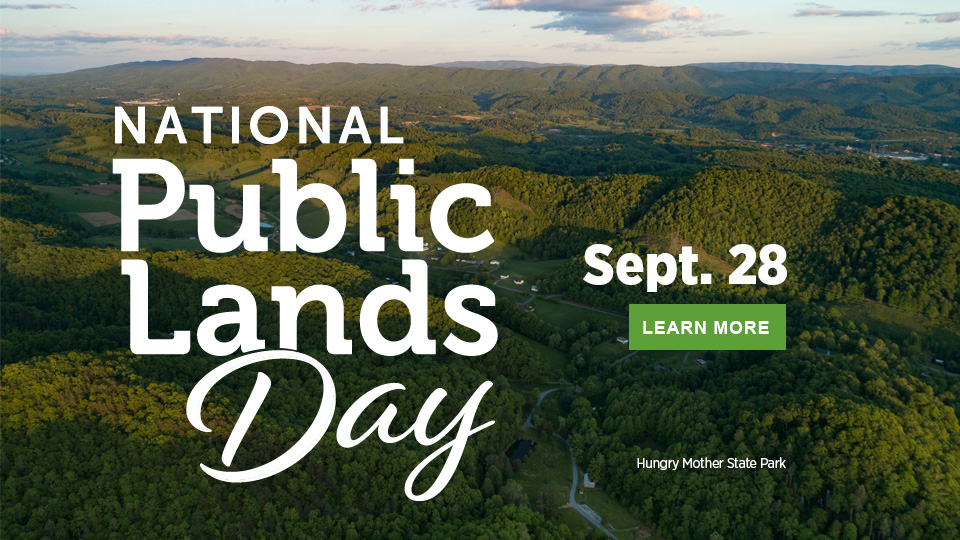 NATIONAL
Public
Lands
Day
Sept. 28
LEARN MORE
Hungry Mother State Park